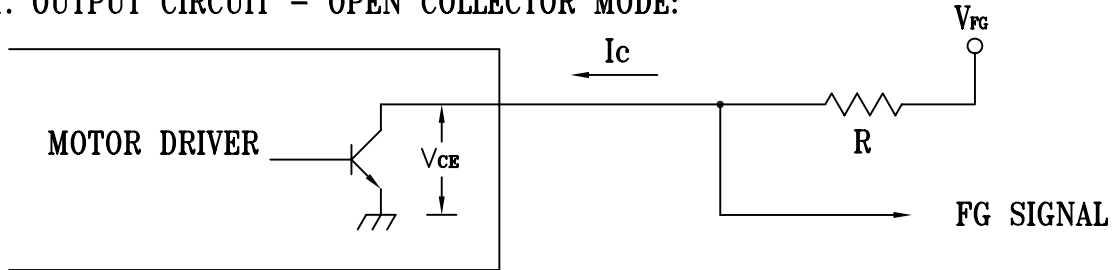 OUTPUT CIRCUIT – OPEN COLLECTOR MODE:
VFG
Ic
MOTOR DRIVER
VCE
R
FG SIGNAL